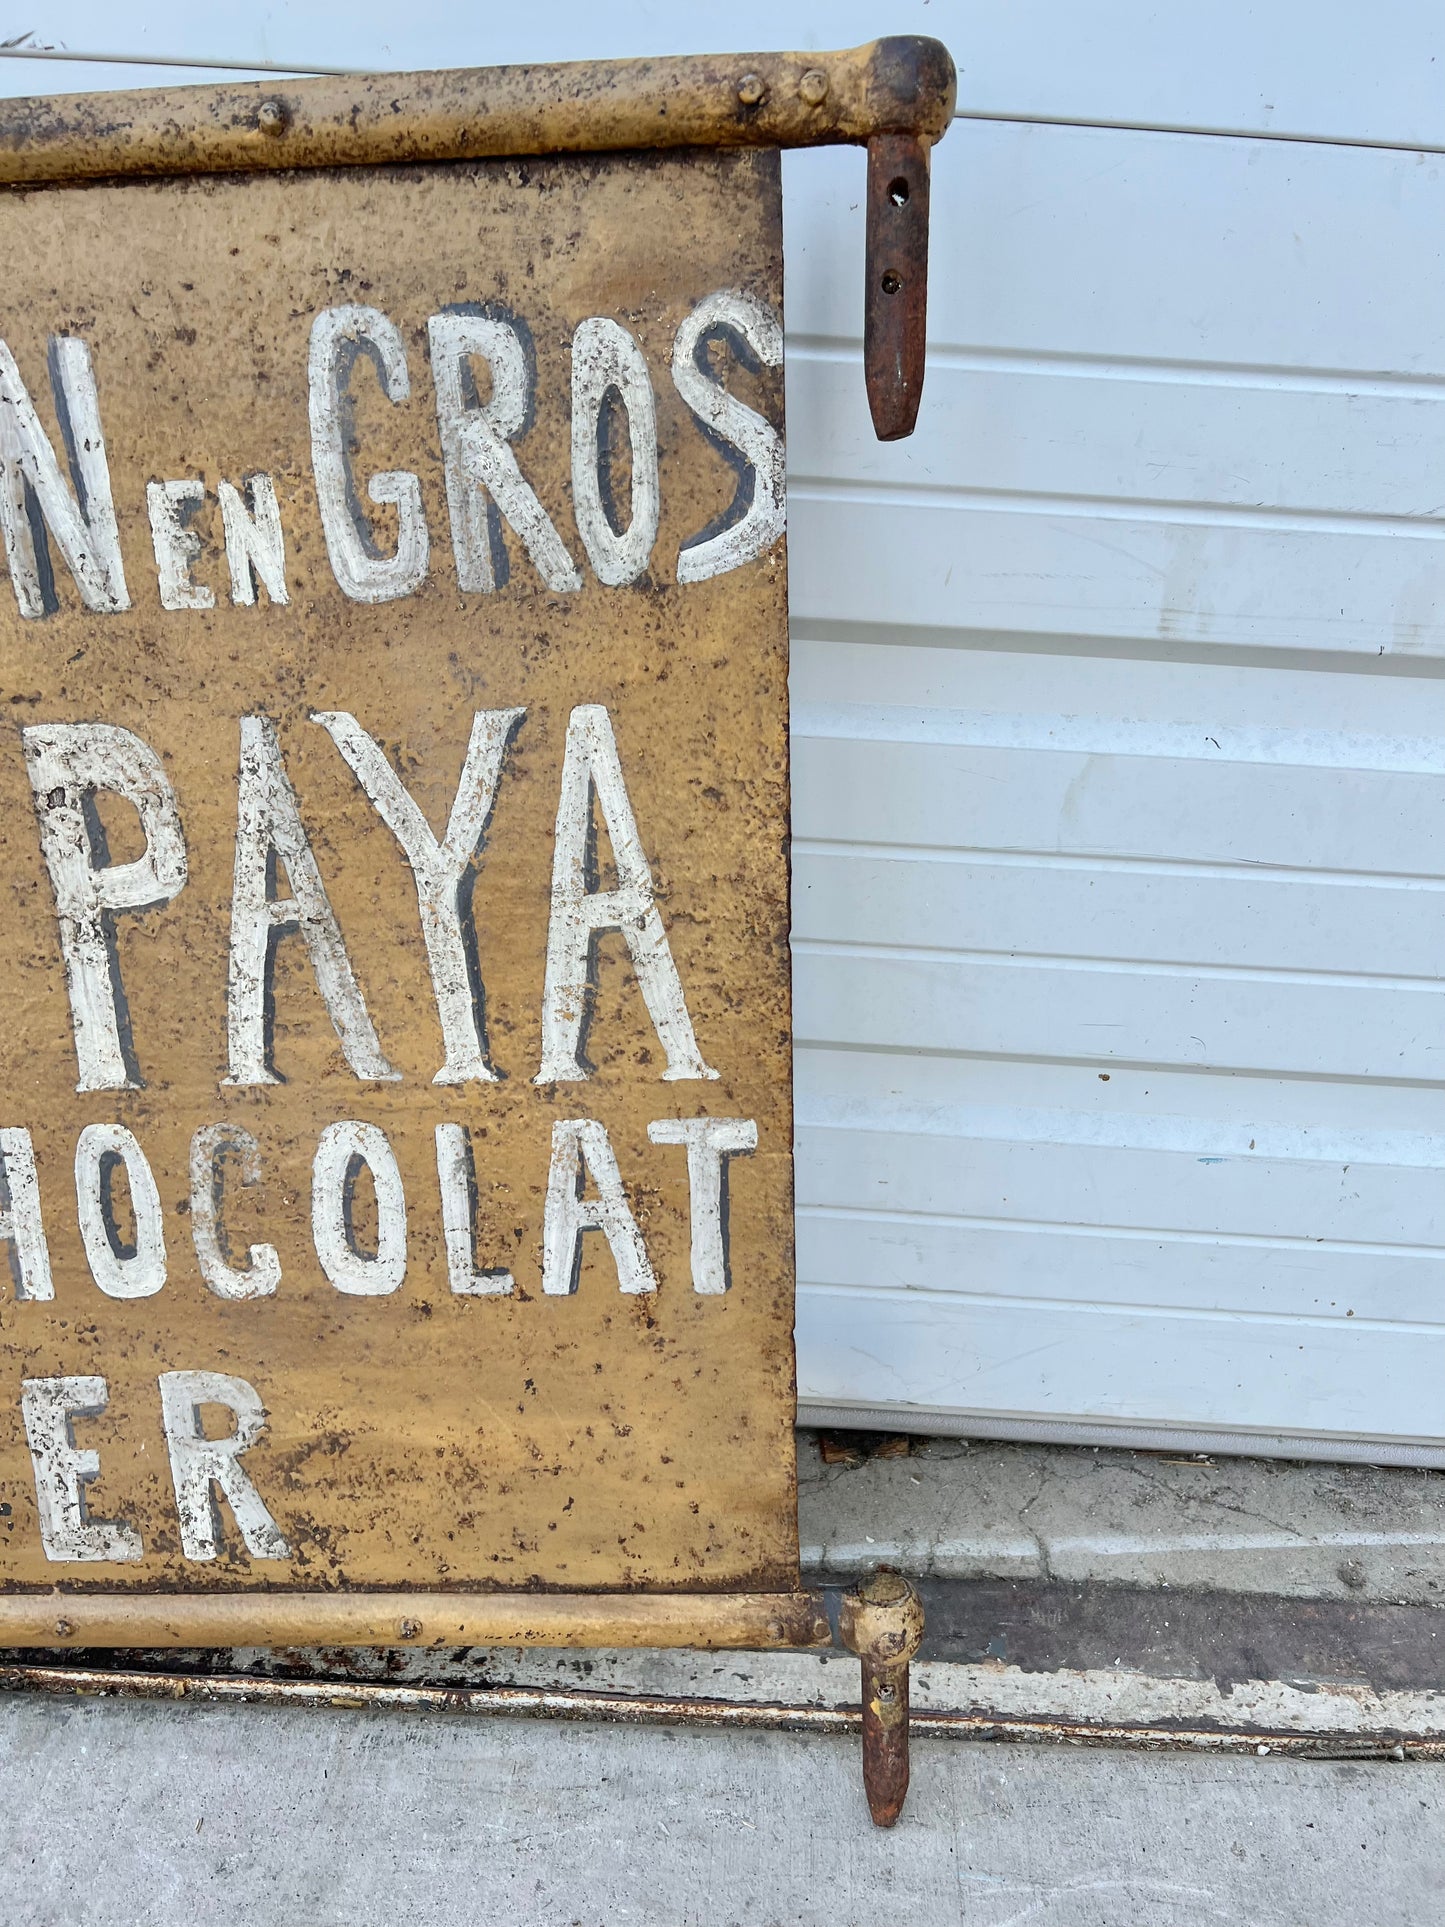 N EN GROS
PAYA
HOCOLAT
ER